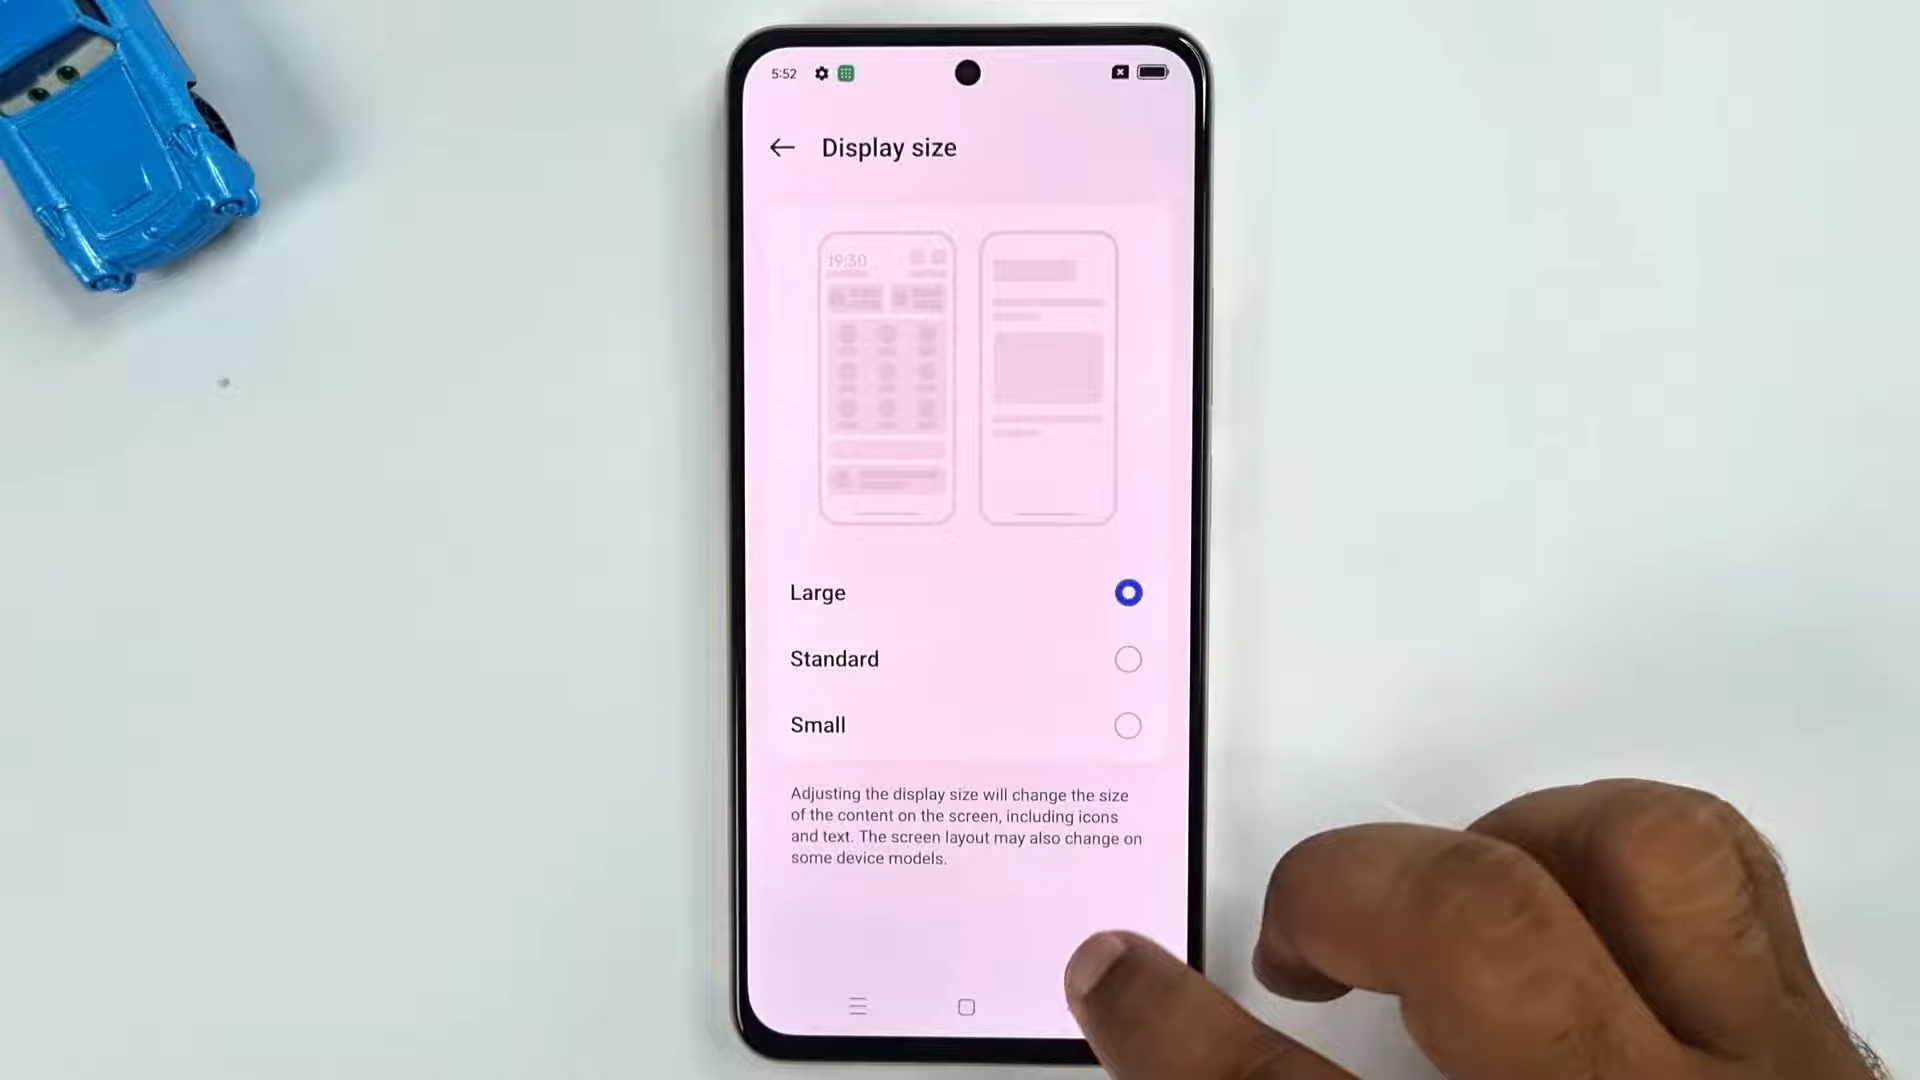 5:52
Display size
19:30
Large
Standard
Small
Adjusting the display size will change the size
of the content on the screen, including icons
and text. The screen layout may also change on
some device models.